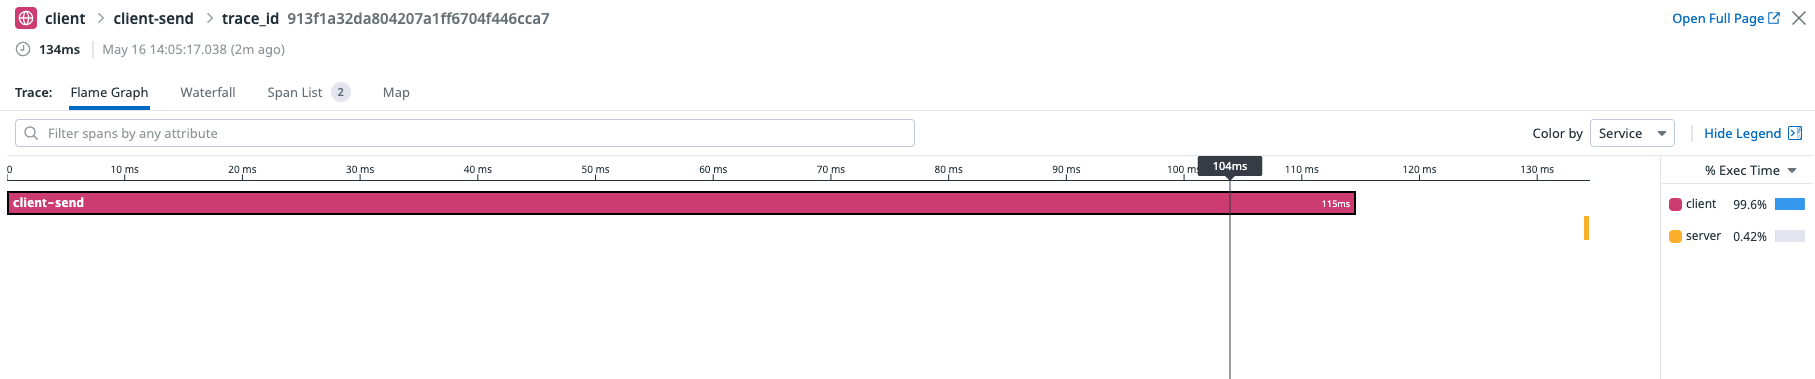 client > client-send > trace_id 913f1a32da804207a1ff6704f446cca7 Open Full Page
134ms May 16 14:05:17.038 (2m ago)
Trace: Flame Graph Waterfall Span List 2 Map
Filter spans by any attribute Color by Service Hide Legend
0 10 ms 20 ms 30 ms 40 ms 50 ms 60 ms 70 ms 80 ms 90 ms 100 ms 104ms 110 ms 120 ms 130 ms % Exec Time
client-send 115ms client 99.6%
server 0.42%